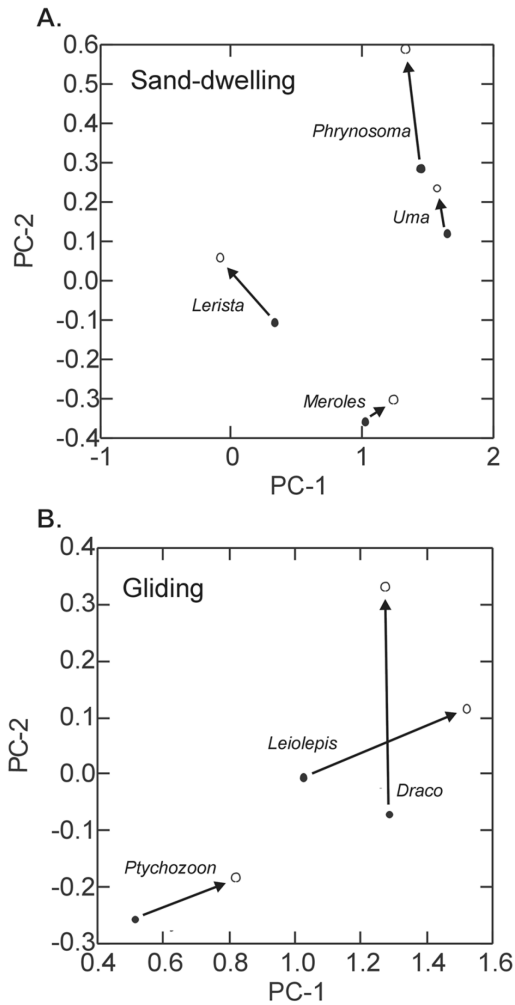 A.
0.6
Sand-dwelling
0.5
0.4
Phrynosoma
0.3
0.2
Uma
0.1
PC-2
0.0
Lerista
-0.1
-0.2
Meroles
-0.3
-0.4
-1
0
1
2
PC-1
B.
0.4
Gliding
0.3
0.2
0.1
Leiolepis
PC-2
0.0
Draco
-0.1
Ptychozoon
-0.2
-0.3
0.4
0.6
0.8
1.0
1.2
1.4
1.6
PC-1